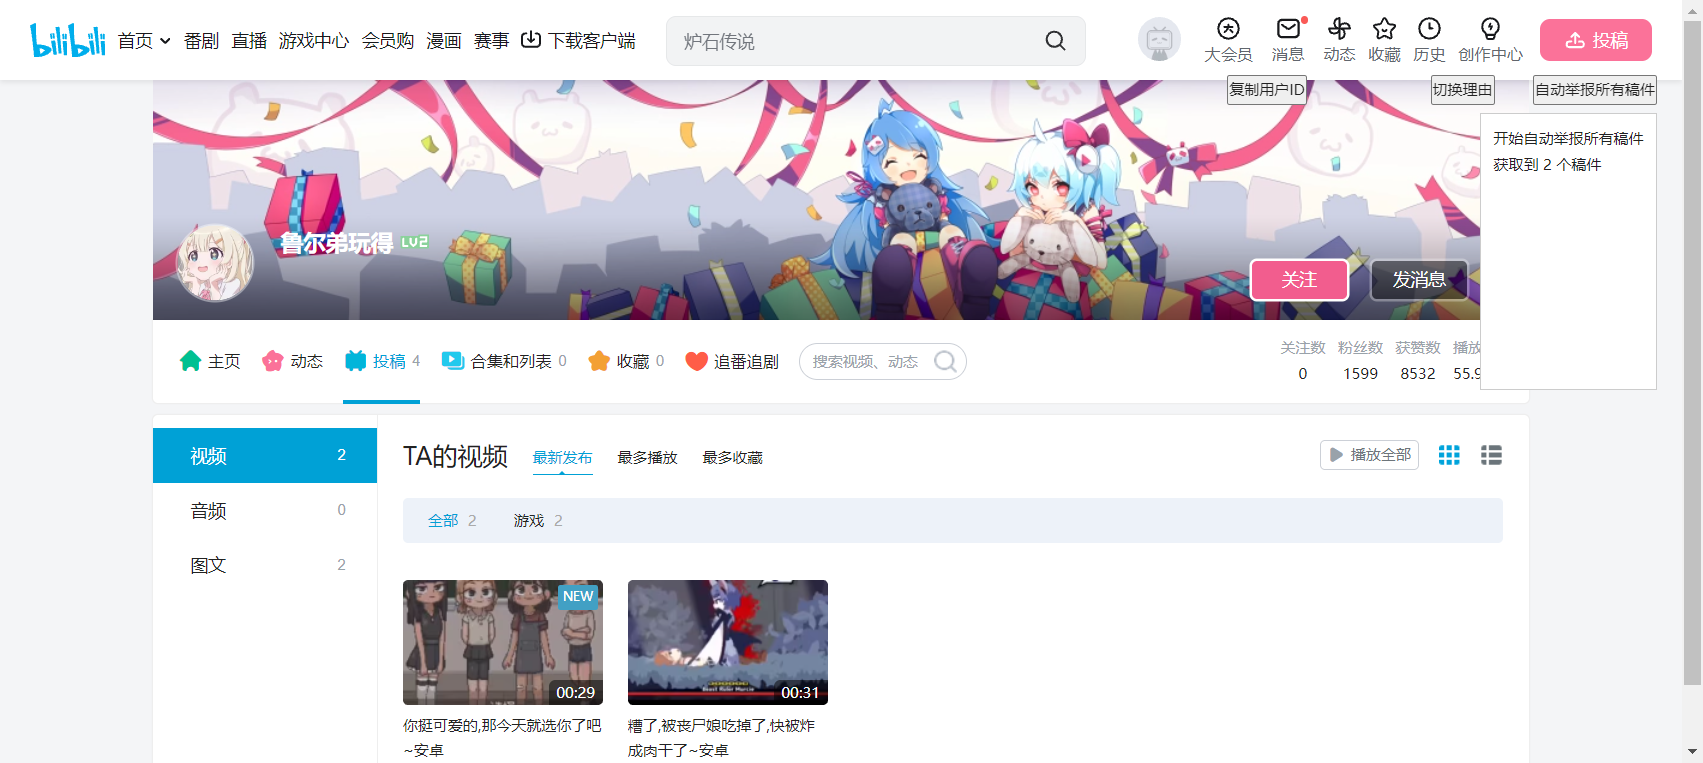 bilibili 首页 番剧 直播 游戏中心 会员购 漫画 赛事 下载客户端 炉石传说 大会员 消息 动态 收藏 历史 创作中心 投稿
复制用户ID 切换理由 自动举报所有稿件
开始自动举报所有稿件
获取到 2 个稿件
鲁尔弟玩得 LV2
关注 发消息
主页 动态 投稿 4 合集和列表 0 收藏 0 追番追剧 搜索视频、动态
关注数 粉丝数 获赞数 播放
0 1599 8532 55.9
视频 2
音频 0
图文 2
TA的视频 最新发布 最多播放 最多收藏 播放全部
全部 2 游戏 2
NEW
00:29
你挺可爱的,那今天就选你了吧
~安卓
Beast Ruler Murcia
00:31
糟了,被丧尸娘吃掉了,快被炸
成肉干了~安卓